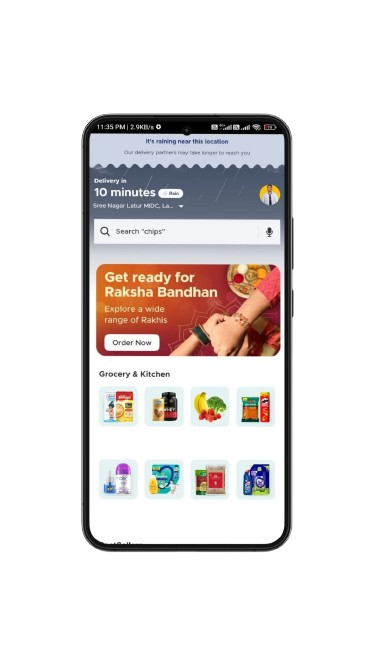 11:35 PM | 2.9KB/s
It's raining near this location
Our delivery partners may take longer to reach you
Delivery in
10 minutes Rain
Sree Nagar Latur MIDC, La...
Search "chips"
Get ready for
Raksha Bandhan
Explore a wide
range of Rakhis
Order Now
Grocery & Kitchen